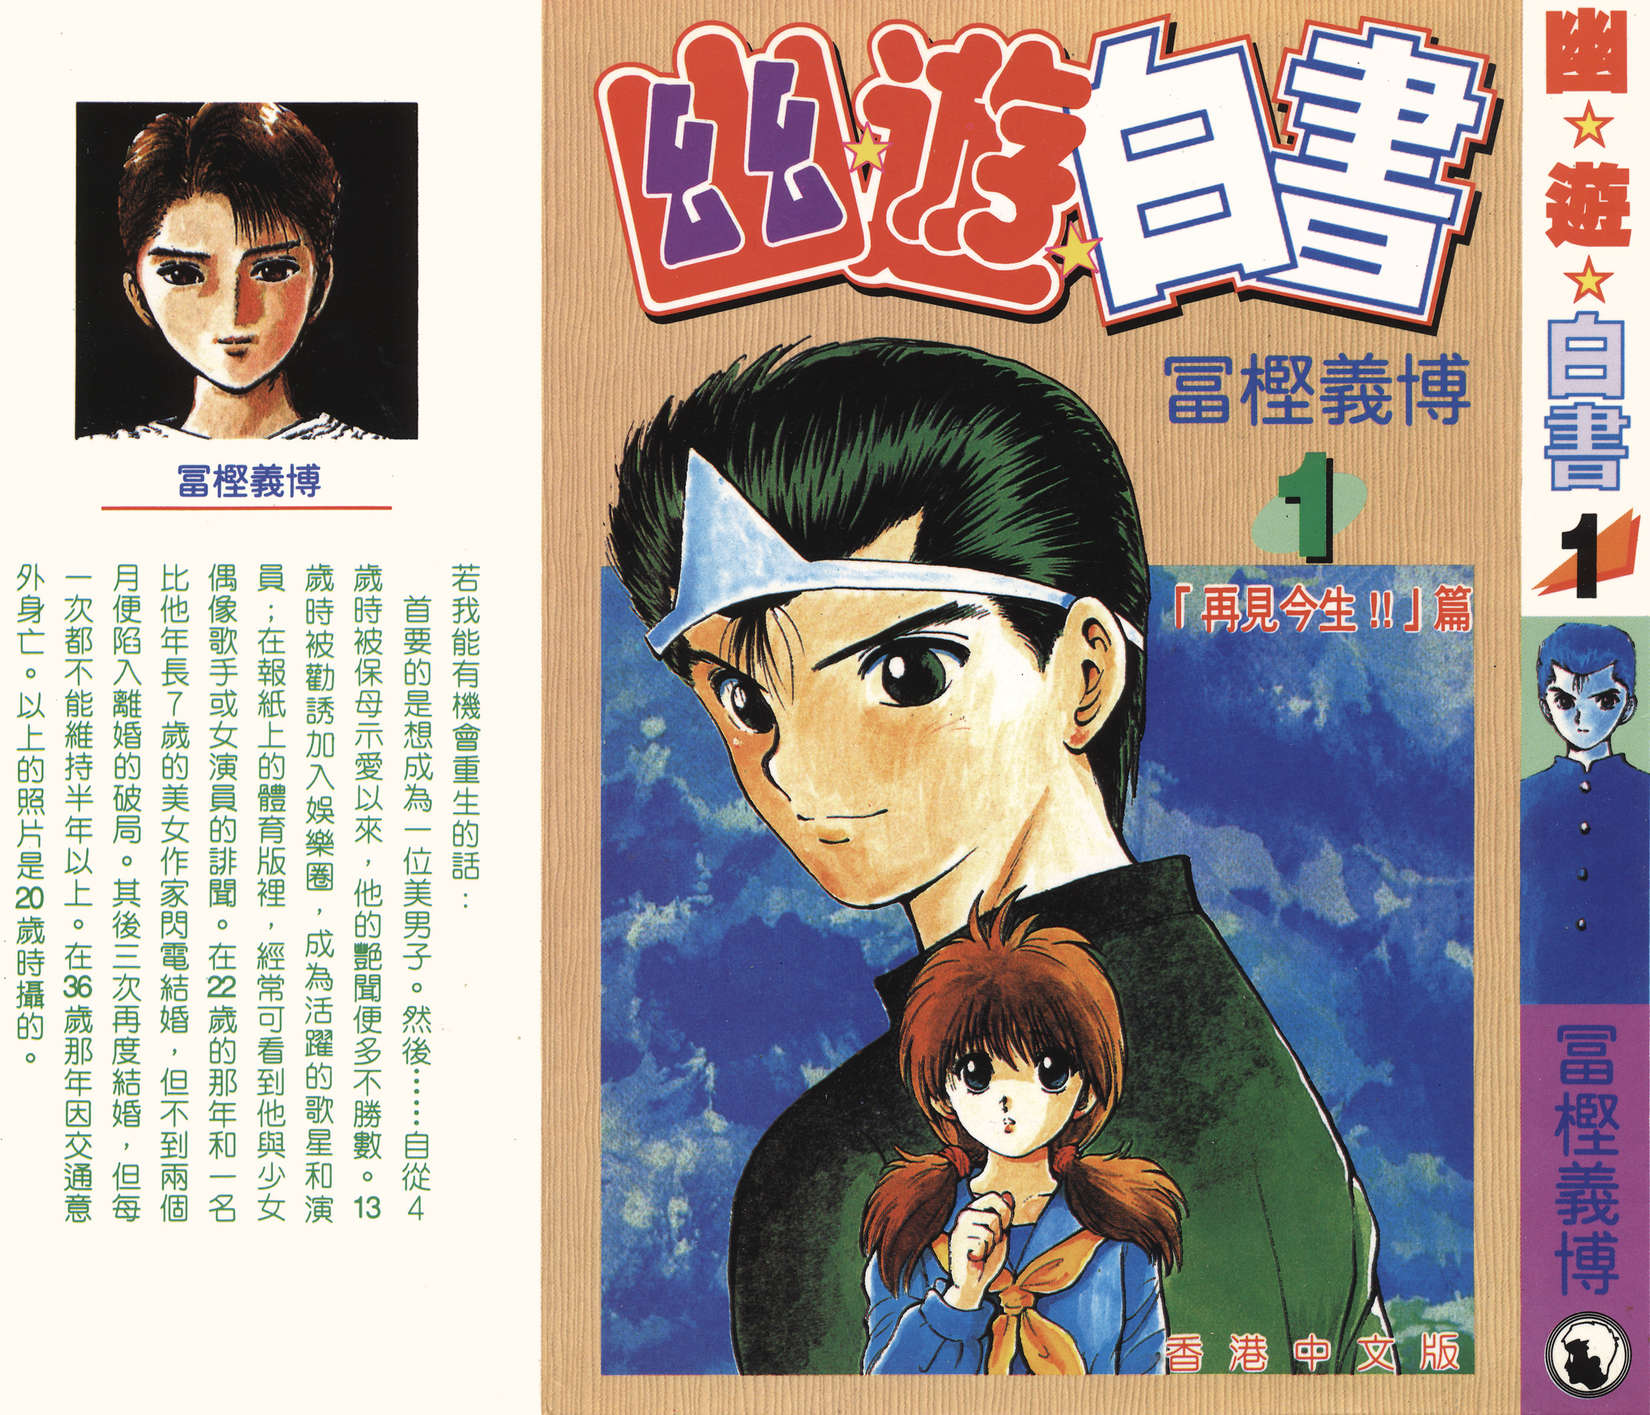 冨樫義博
若我能有機會重生的話：
首要的是想成為一位美男子。然後……自從4
歲時被保母示愛以來，他的艷聞便多不勝數。13
歲時被勸誘加入娛樂圈，成為活躍的歌星和演
員；在報紙上的體育版裡，經常可看到他與少女
偶像歌手或女演員的誹聞。在22歲的那年和一名
比他年長7歲的美女作家閃電結婚，但不到兩個
月便陷入離婚的破局。其後三次再度結婚，但每
一次都不能維持半年以上。在36歲那年因交通意
外身亡。以上的照片是20歲時攝的。
幽★遊★白書
冨樫義博
1
「再見今生!!」篇
香港中文版
幽★遊★白書
1
冨樫義博